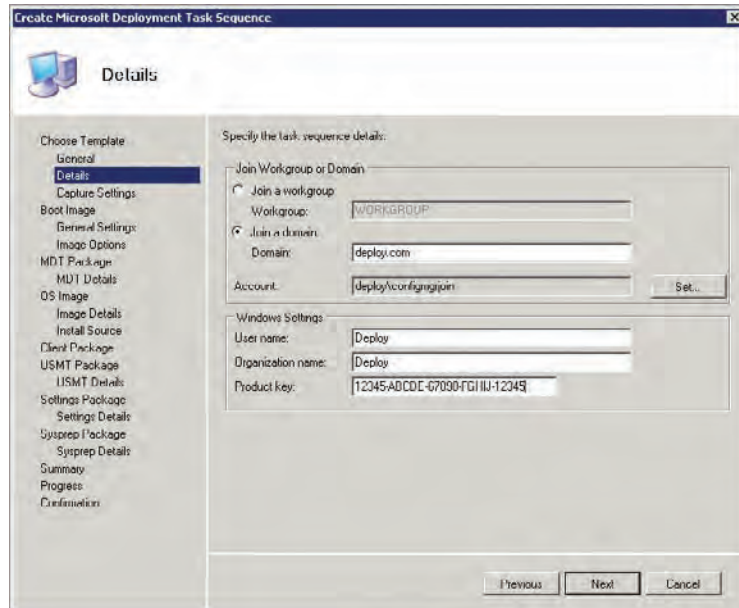 Create Microsolt Deployment Task Sequence
Details
Choose Template
General
Details
Capture Settings
Boot Image
General Settings
Image Options
MDT Package
MDT Details
OS Image
Image Details
Install Source
Client Package
USMT Package
USMT Details
Settings Package
Settings Details
Sysprep Package
Sysprep Details
Summary
Progress
Confirmation
Specify the task sequence details.
Join Workgroup or Domain
Join a workgroup
Workgroup: WORKGROUP
Join a domain
Domain: deploy.com
Account: Set...
Windows Settings
User name: Deploy
Organization name: Deploy
Product key: 12345-ABCDE-67890-FGHIJ-12345
Previous Next Cancel